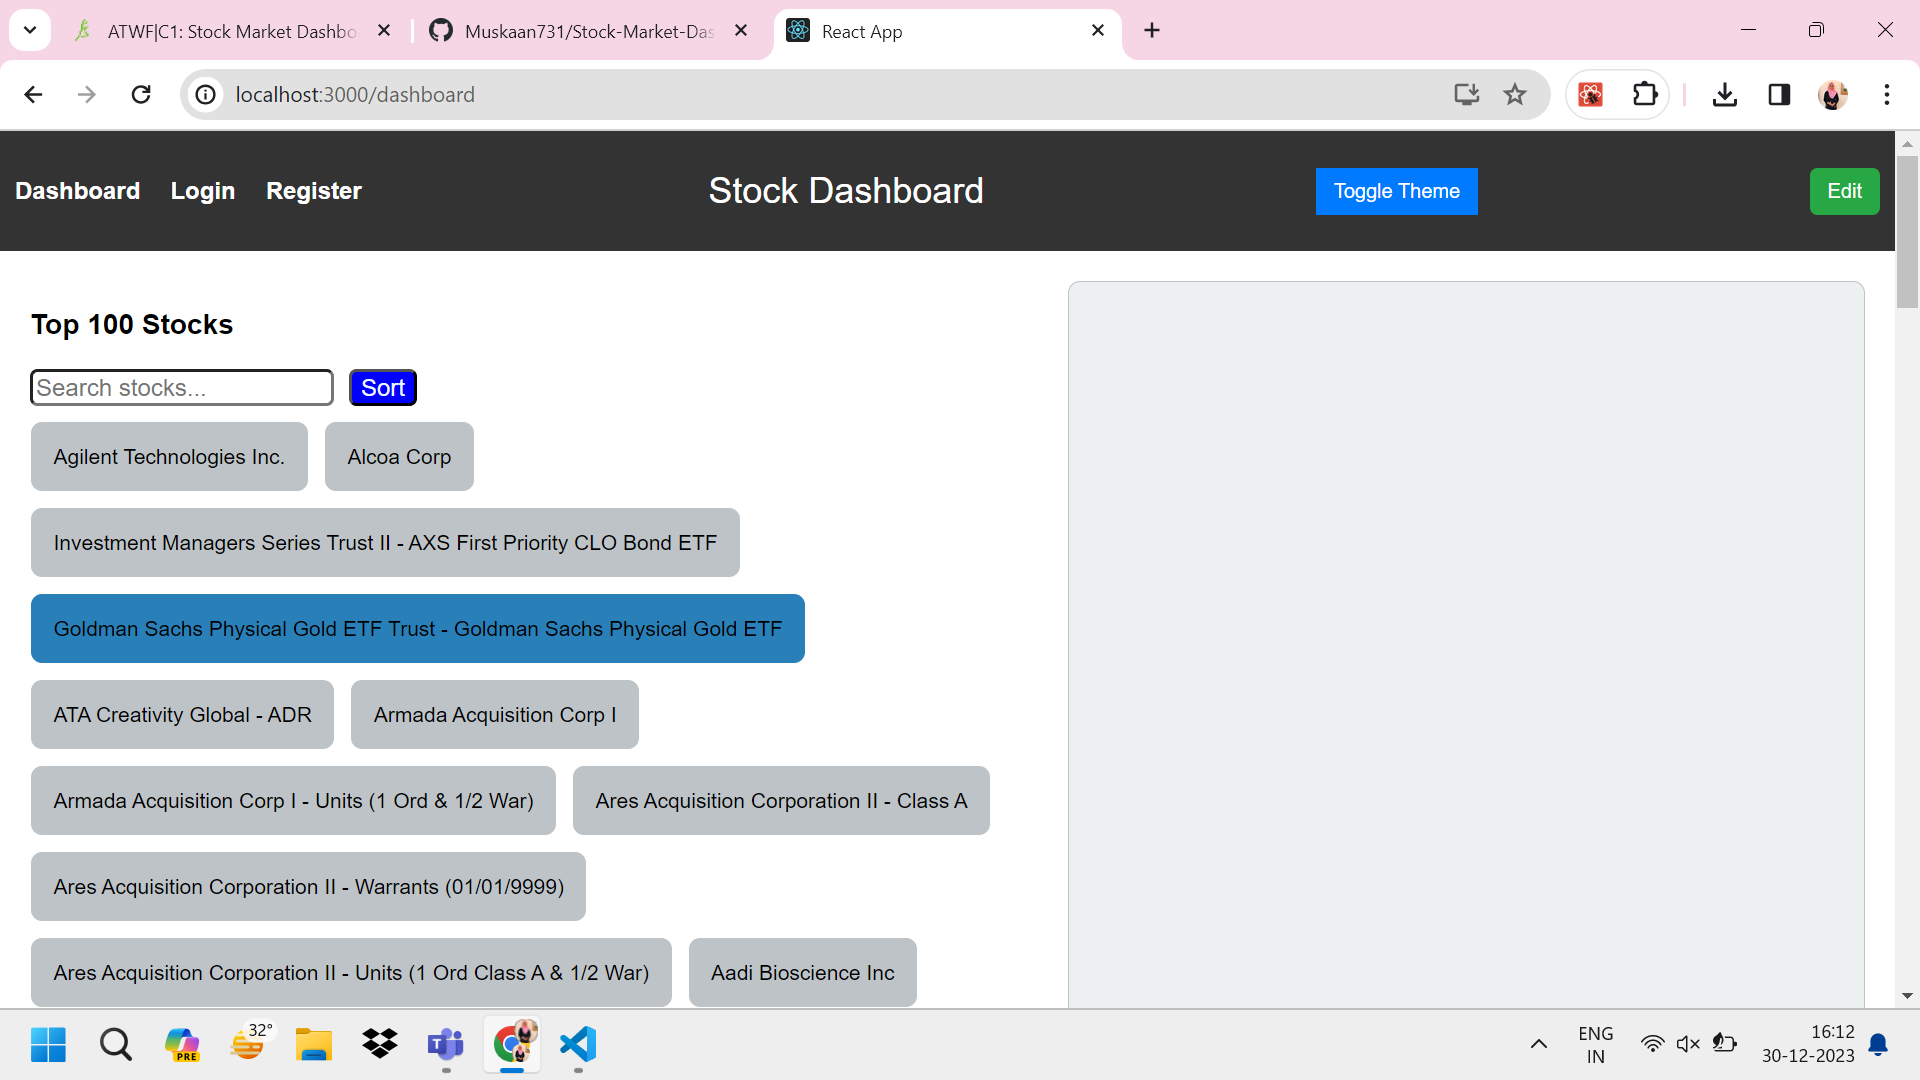 ATWF|C1: Stock Market Dashbo
Muskaan731/Stock-Market-Das
React App
localhost:3000/dashboard
Dashboard
Login
Register
Stock Dashboard
Toggle Theme
Edit
Top 100 Stocks
Search stocks...
Sort
Agilent Technologies Inc.
Alcoa Corp
Investment Managers Series Trust II - AXS First Priority CLO Bond ETF
Goldman Sachs Physical Gold ETF Trust - Goldman Sachs Physical Gold ETF
ATA Creativity Global - ADR
Armada Acquisition Corp I
Armada Acquisition Corp I - Units (1 Ord & 1/2 War)
Ares Acquisition Corporation II - Class A
Ares Acquisition Corporation II - Warrants (01/01/9999)
Ares Acquisition Corporation II - Units (1 Ord Class A & 1/2 War)
Aadi Bioscience Inc
PRE
32°
T
ENG
IN
16:12
30-12-2023